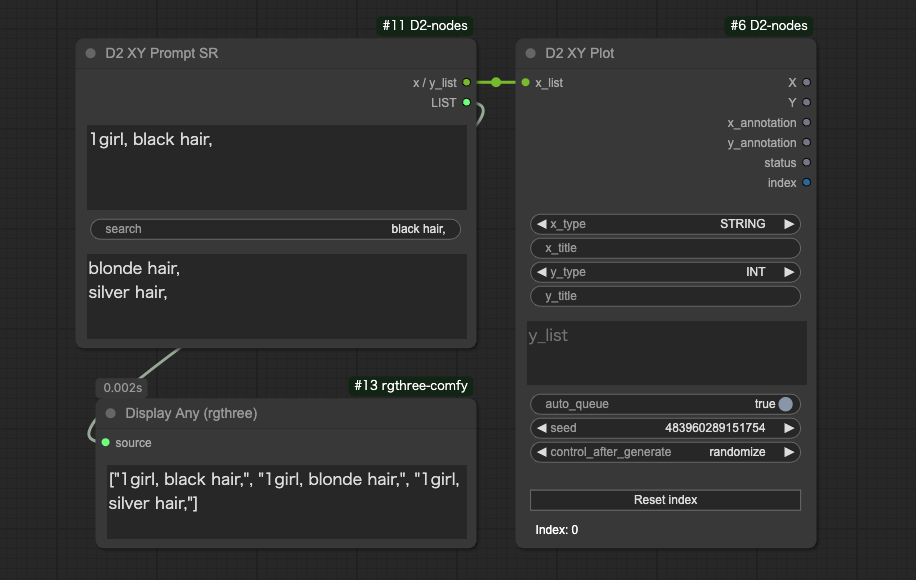 #11 D2-nodes
D2 XY Prompt SR
x / y_list
LIST
1girl, black hair,
search black hair,
blonde hair,
silver hair,
0.002s
#13 rgthree-comfy
Display Any (rgthree)
source
["1girl, black hair,", "1girl, blonde hair,", "1girl,
silver hair,"]
#6 D2-nodes
D2 XY Plot
x_list X
Y
x_annotation
y_annotation
status
index
x_type STRING
x_title
y_type INT
y_title
y_list
auto_queue true
seed 483960289151754
control_after_generate randomize
Reset index
Index: 0